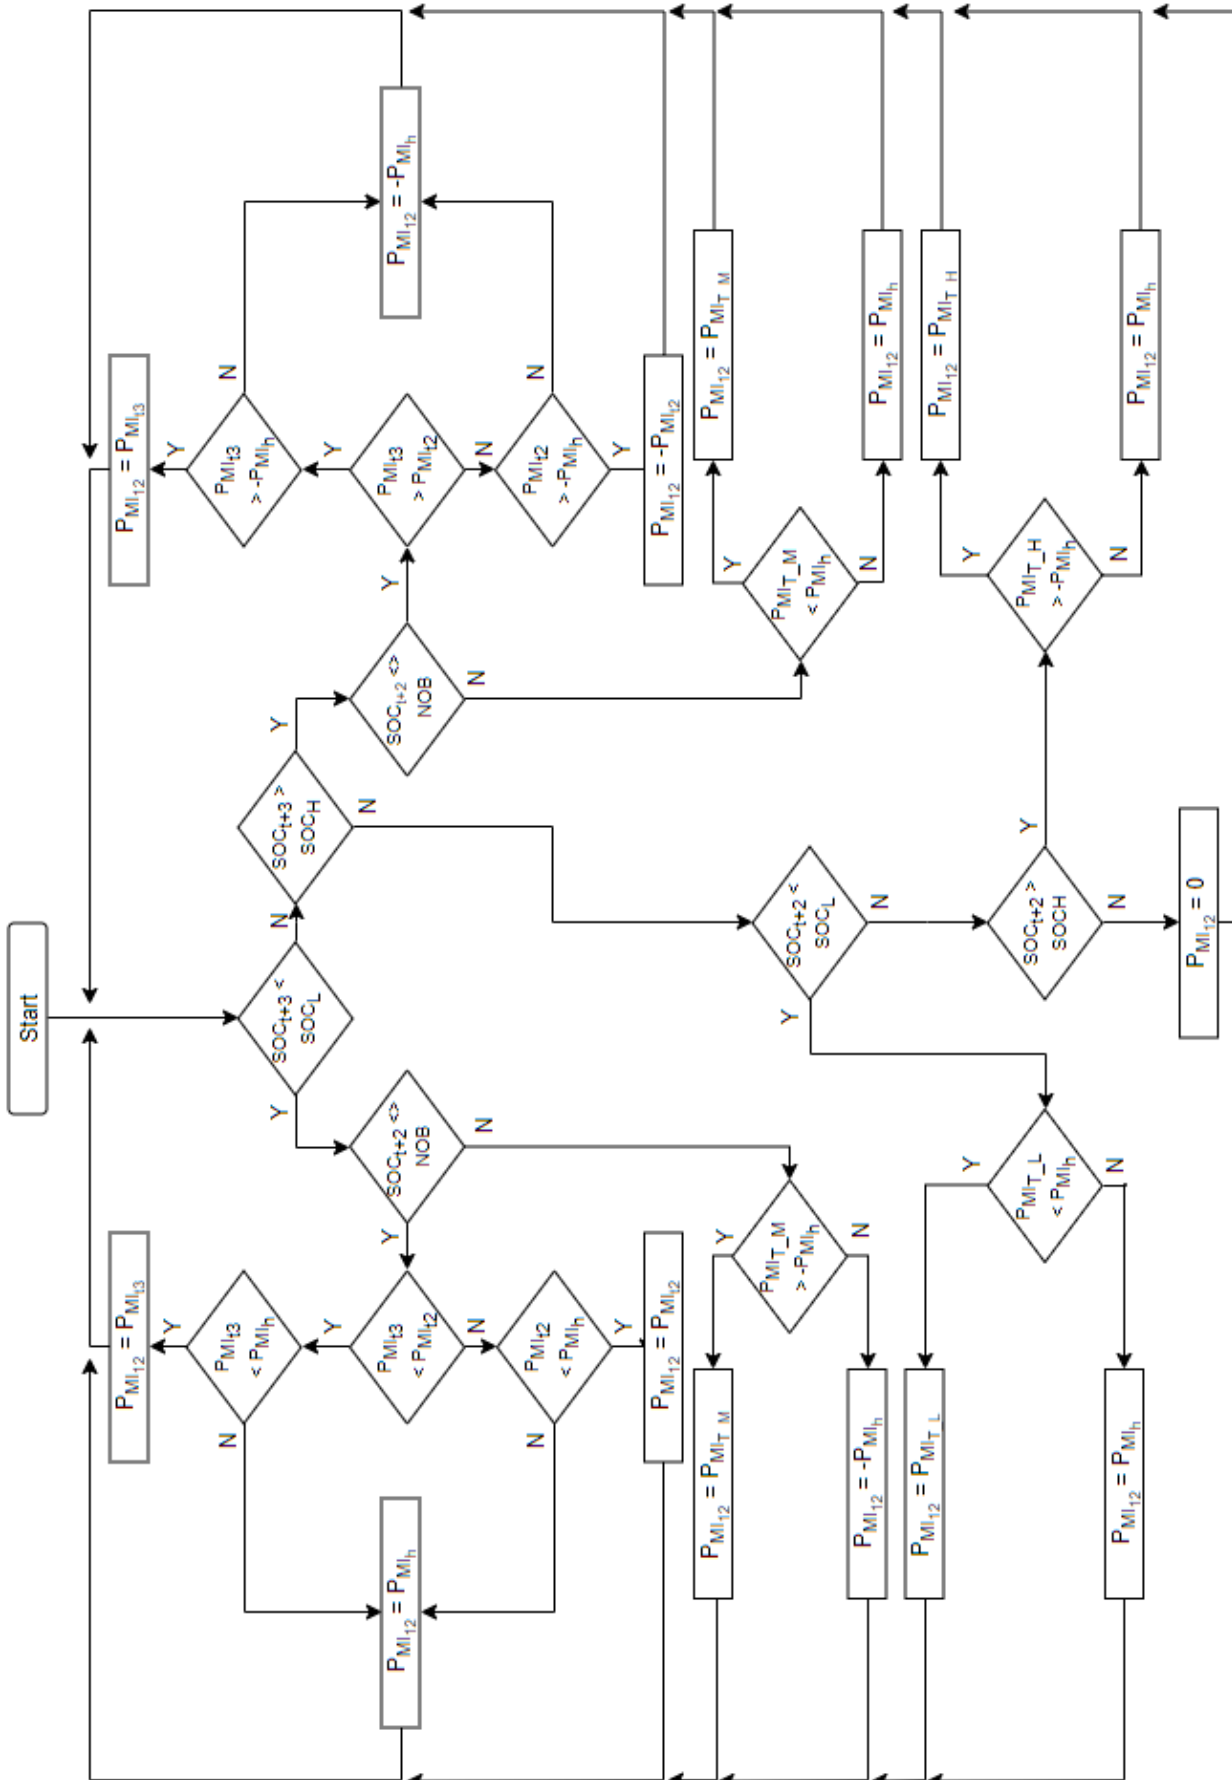 Start
PMI12 = PMIt3
PMI12 = PMIt3
Y
Y
N
PMIt3
< PMIh
SOCt+3 <
SOCL
SOCt+3 >
SOCH
PMIt3
> -PMIh
N
Y
N
Y
Y
Y
PMI12 = PMIh
PMIt3
< PMIt2
SOCt+2 <>
NOB
N
SOCt+2 <>
NOB
PMIt3
> PMIt2
PMI12 = -PMIh
Y
Y
N
N
N
N
PMIt2
< PMIh
PMIt2
> -PMIh
N
N
Y
Y
PMI12 = PMIt2
PMI12 = -PMIt2
PMI12 = PMIT_M
Y
Y
PMI12 = PMIT_M
PMIT_M
> -PMIh
Y
SOCt+2 <
SOCL
PMIT_M
< PMIh
N
N
N
PMI12 = -PMIh
PMI12 = PMIh
PMI12 = PMIT_L
Y
Y
Y
PMI12 = PMIT_H
PMIT_L
< PMIh
SOCt+2 >
SOCH
PMIT_H
> -PMIh
N
N
N
PMI12 = PMIh
PMI12 = 0
PMI12 = PMIh